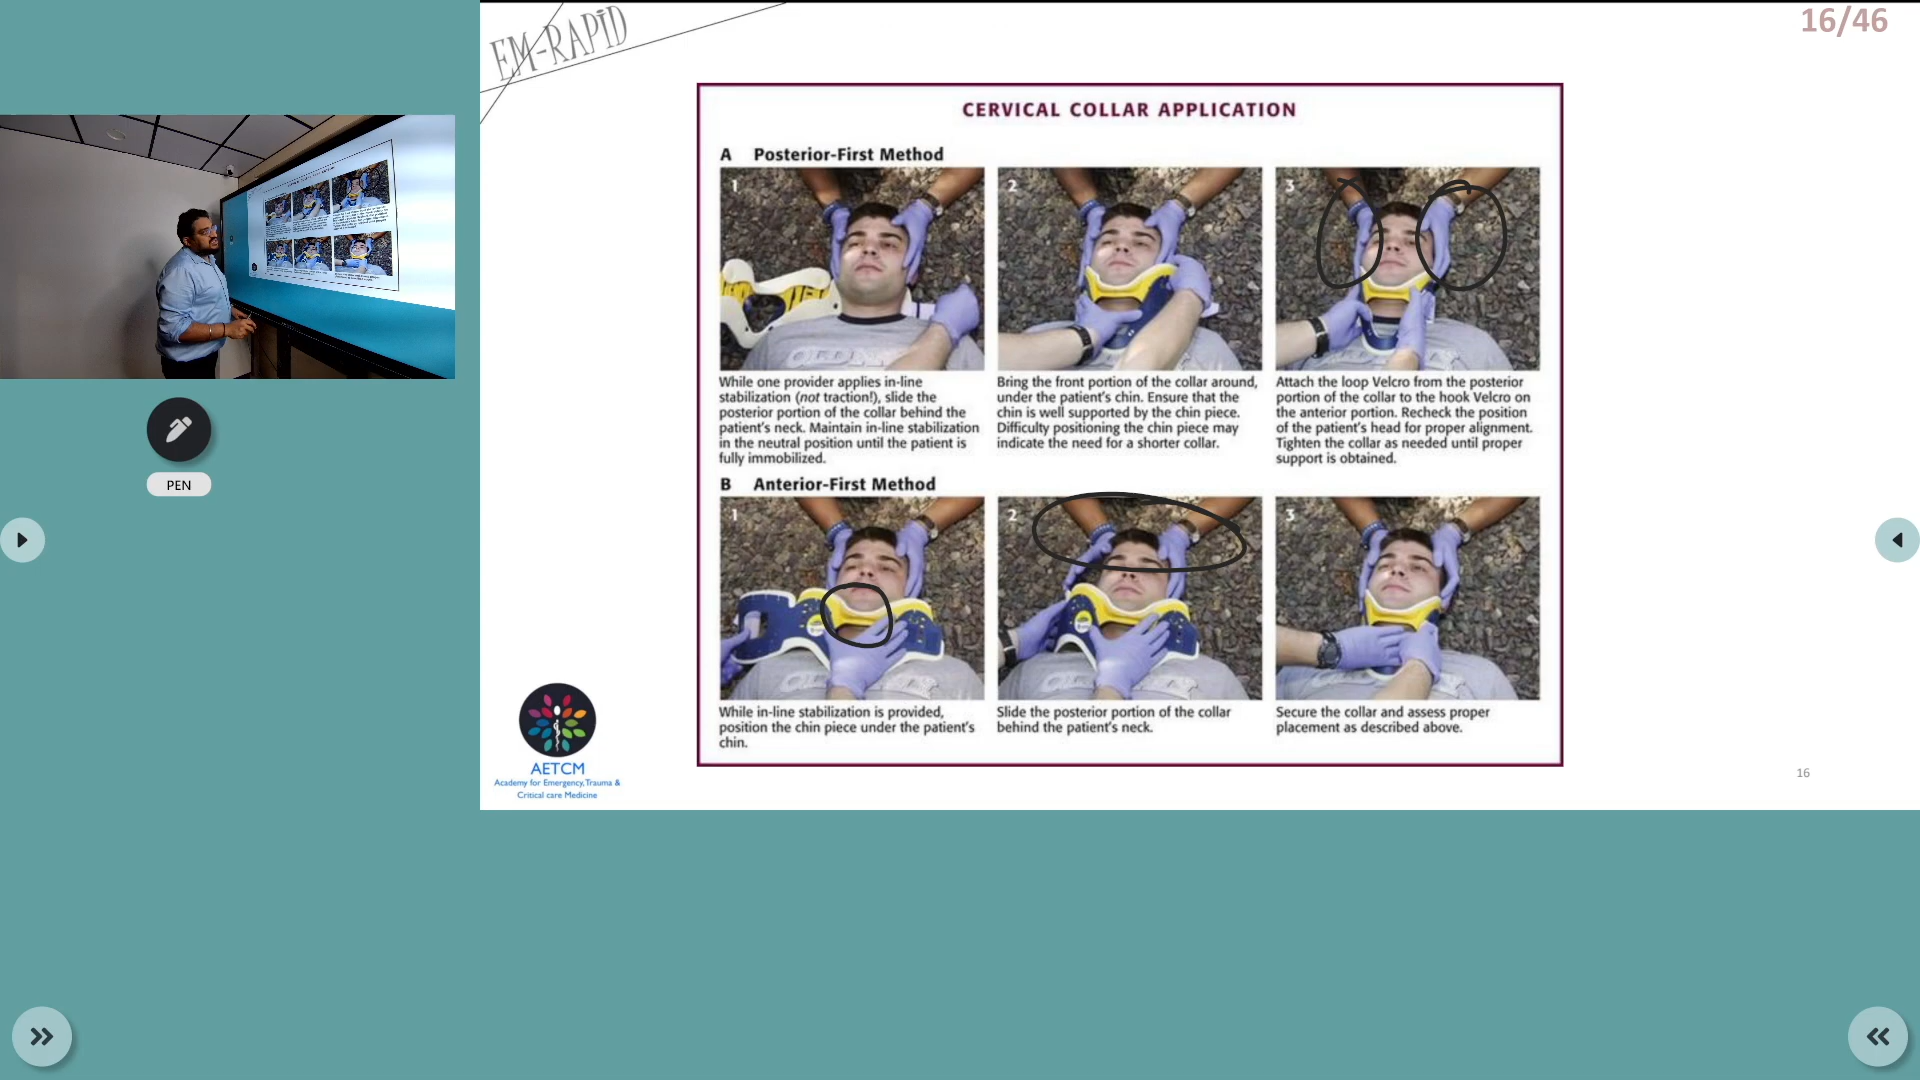 EM-RAPiD
16/46
CERVICAL COLLAR APPLICATION
A Posterior-First Method
1
2
3
While one provider applies in-line
stabilization (not traction!), slide the
posterior portion of the collar behind the
patient's neck. Maintain in-line stabilization
in the neutral position until the patient is
fully immobilized.
Bring the front portion of the collar around,
under the patient's chin. Ensure that the
chin is well supported by the chin piece.
Difficulty positioning the chin piece may
indicate the need for a shorter collar.
Attach the loop Velcro from the posterior
portion of the collar to the hook Velcro on
the anterior portion. Recheck the position
of the patient's head for proper alignment.
Tighten the collar as needed until proper
support is obtained.
B Anterior-First Method
1
2
3
While in-line stabilization is provided,
position the chin piece under the patient's
chin.
Slide the posterior portion of the collar
behind the patient's neck.
Secure the collar and assess proper
placement as described above.
PEN
AETCM
Academy for Emergency,Trauma &
Critical care Medicine
16